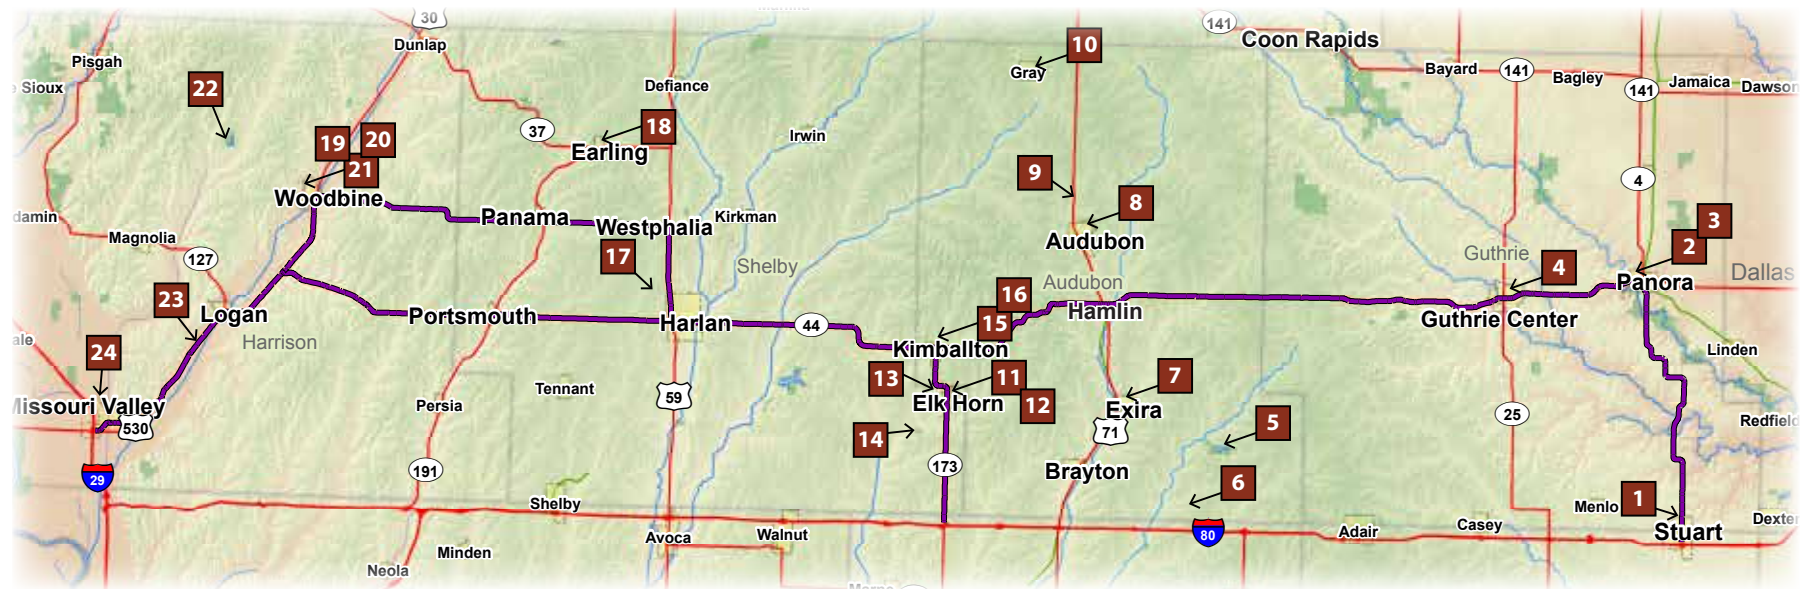 30
141
10
Coon Rapids
Dunlap
Pisgah
Gray
Bayard
141
Bagley
Jamaica
Dawson
Sioux
22
Defiance
141
37
18
Irwin
19
20
Earling
21
9
4
Woodbine
8
3
damin
Panama
Westphalia
Kirkman
Magnolia
Audubon
2
127
17
Shelby
Guthrie
4
Dallas
Audubon
Panora
23
16
Logan
Portsmouth
Harlan
44
15
Hamlin
Guthrie Center
Harrison
Kimballton
Linden
24
13
11
7
Tennant
59
Elk Horn
12
Missouri Valley
Persia
Exira
25
530
14
71
5
Redfield
191
173
Brayton
29
6
1
Shelby
Menlo
Avoca
Walnut
80
Adair
Casey
Stuart
Dexter
Minden
Neola